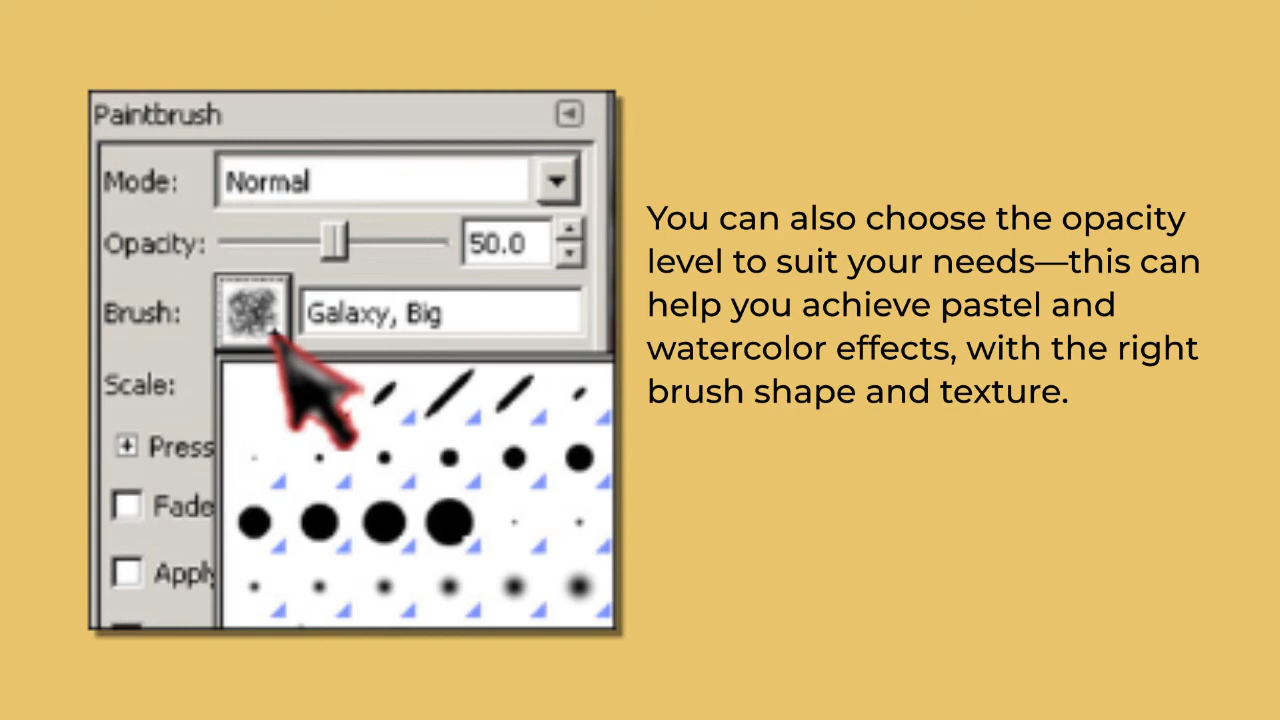 Paintbrush
Mode: Normal
Opacity: 50.0
Brush: Galaxy, Big
Scale:
Press
Fade
Apply
You can also choose the opacity
level to suit your needs—this can
help you achieve pastel and
watercolor effects, with the right
brush shape and texture.